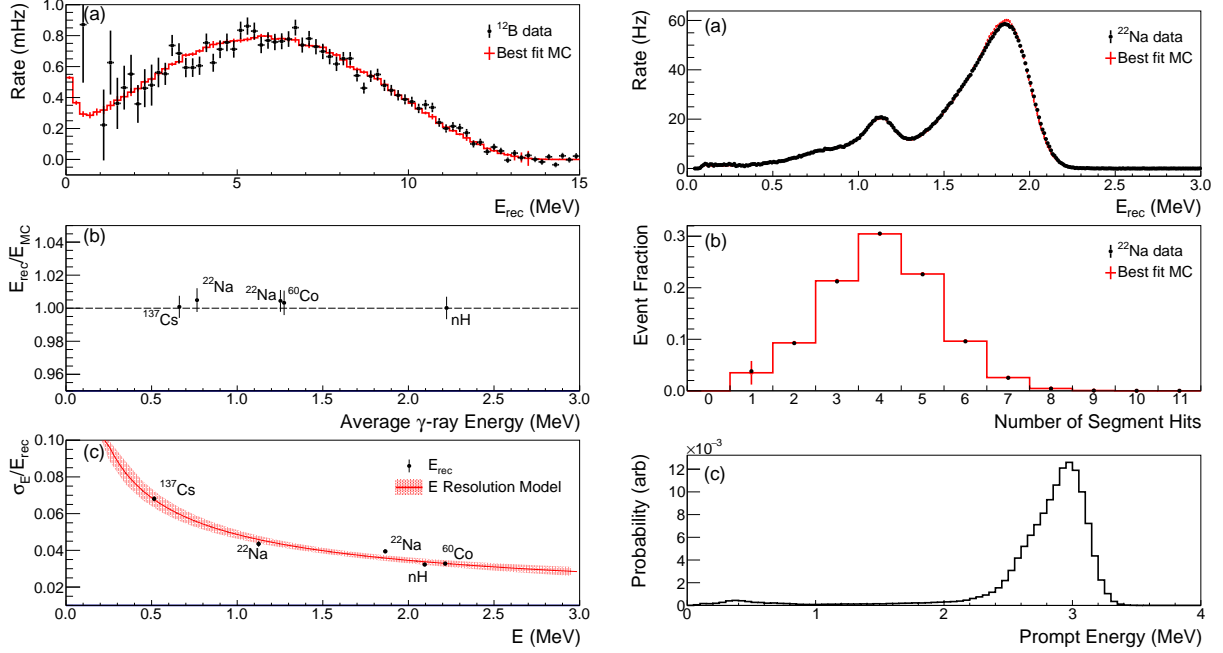 (a)
¹²B data
Best fit MC
Rate (mHz)
0.8
0.6
0.4
0.2
0.0
0 5 10 15
E_rec (MeV)
(b)
E_rec/E_MC
1.04
1.02
1.00
0.98
0.96
²²Na
²²Na ⁶⁰Co
¹³⁷Cs
nH
0.0 0.5 1.0 1.5 2.0 2.5 3.0
Average γ-ray Energy (MeV)
(c)
σ_E/E_rec
0.10
0.08
0.06
0.04
0.02
E_rec
E Resolution Model
¹³⁷Cs
²²Na
²²Na
⁶⁰Co
nH
0.0 0.5 1.0 1.5 2.0 2.5 3.0
E (MeV)
(a)
²²Na data
Best fit MC
Rate (Hz)
60
40
20
0
0.0 0.5 1.0 1.5 2.0 2.5 3.0
E_rec (MeV)
(b)
²²Na data
Best fit MC
Event Fraction
0.3
0.2
0.1
0.0
0 1 2 3 4 5 6 7 8 9 10 11
Number of Segment Hits
×10⁻³
(c)
Probability (arb)
12
10
8
6
4
2
0
0 1 2 3 4
Prompt Energy (MeV)